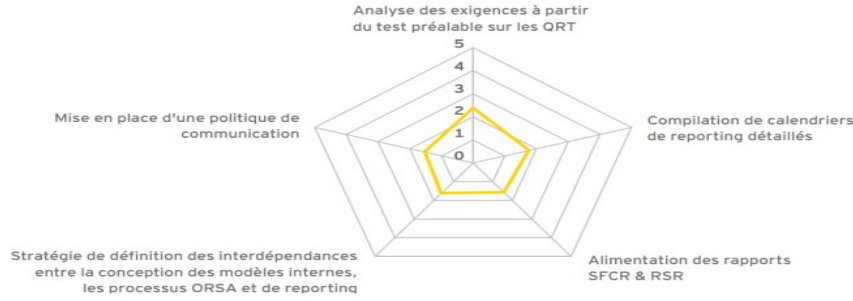 Analyse des exigences à partir
du test préalable sur les QRT
5
4
3
2
1
0
Mise en place d'une politique de
communication
Compilation de calendriers
de reporting détaillés
Stratégie de définition des interdépendances
entre la conception des modèles internes,
les processus ORSA et de reporting
Alimentation des rapports
SFCR & RSR